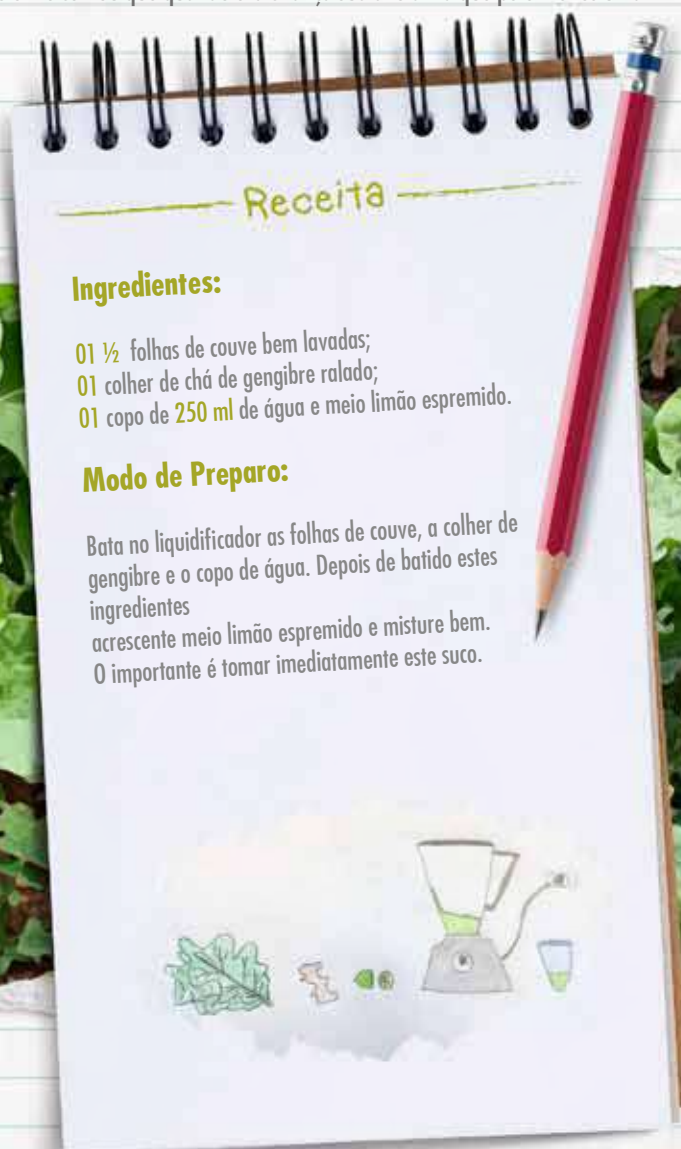 Receita
Ingredientes:
01 ½ folhas de couve bem lavadas;
01 colher de chá de gengibre ralado;
01 copo de 250 ml de água e meio limão espremido.
Modo de Preparo:
Bata no liquidificador as folhas de couve, a colher de
gengibre e o copo de água. Depois de batido estes
ingredientes
acrescente meio limão espremido e misture bem.
O importante é tomar imediatamente este suco.